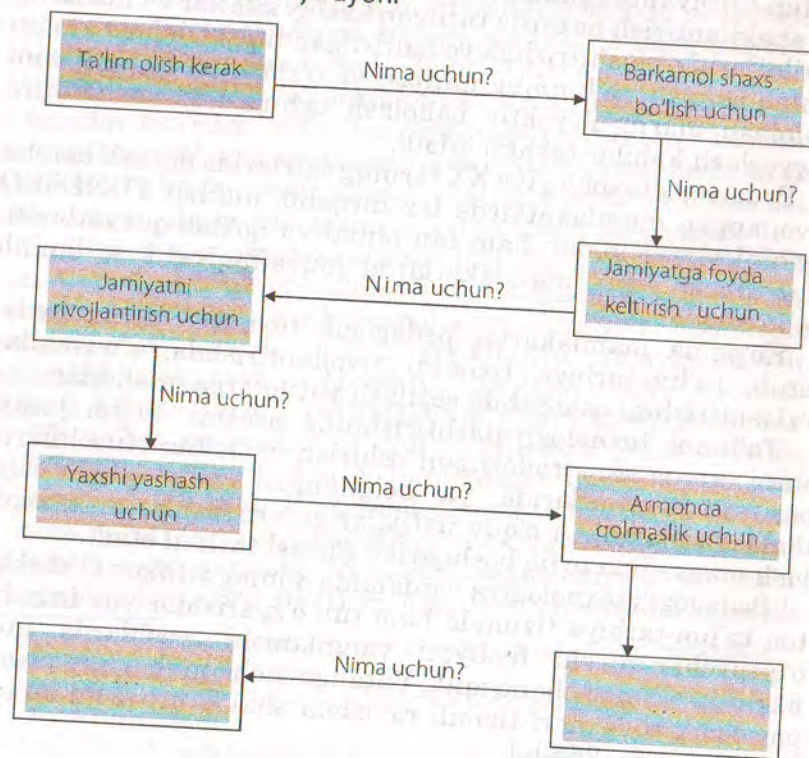 Ta'lim olish kerak
Nima uchun?
Barkamol shaxs
bo'lish uchun
Nima uchun?
Jamiyatga foyda
keltirish uchun
Nima uchun?
Jamiyatni
rivojlantirish uchun
Nima uchun?
Yaxshi yashash
uchun
Nima uchun?
Armonda
qolmaslik uchun
...
Nima uchun?
...